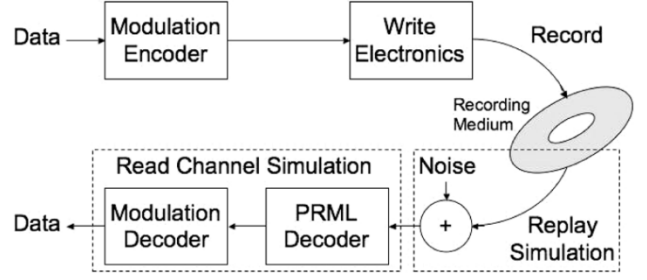 Data
Modulation
Encoder
Write
Electronics
Record
Recording
Medium
Read Channel Simulation
Noise
Data
Modulation
Decoder
PRML
Decoder
+
Replay
Simulation